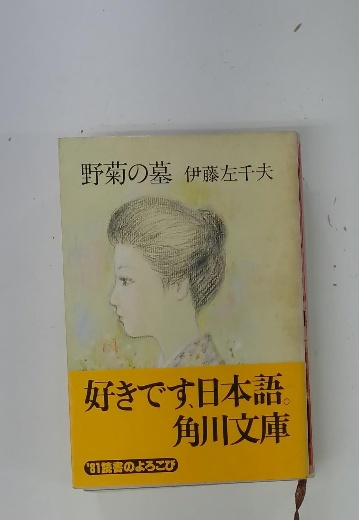 野菊の墓 伊藤左千夫
好きです、日本語。
角川文庫
'81読書のよろこび